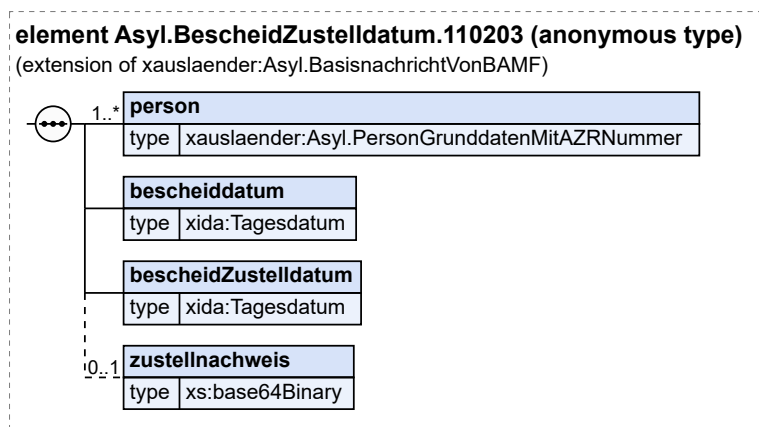 element Asyl.BescheidZustelldatum.110203 (anonymous type)
(extension of xauslaender:Asyl.BasisnachrichtVonBAMF)
1..* person
type xauslaender:Asyl.PersonGrunddatenMitAZRNummer
bescheiddatum
type xida:Tagesdatum
bescheidZustelldatum
type xida:Tagesdatum
0..1 zustellnachweis
type xs:base64Binary